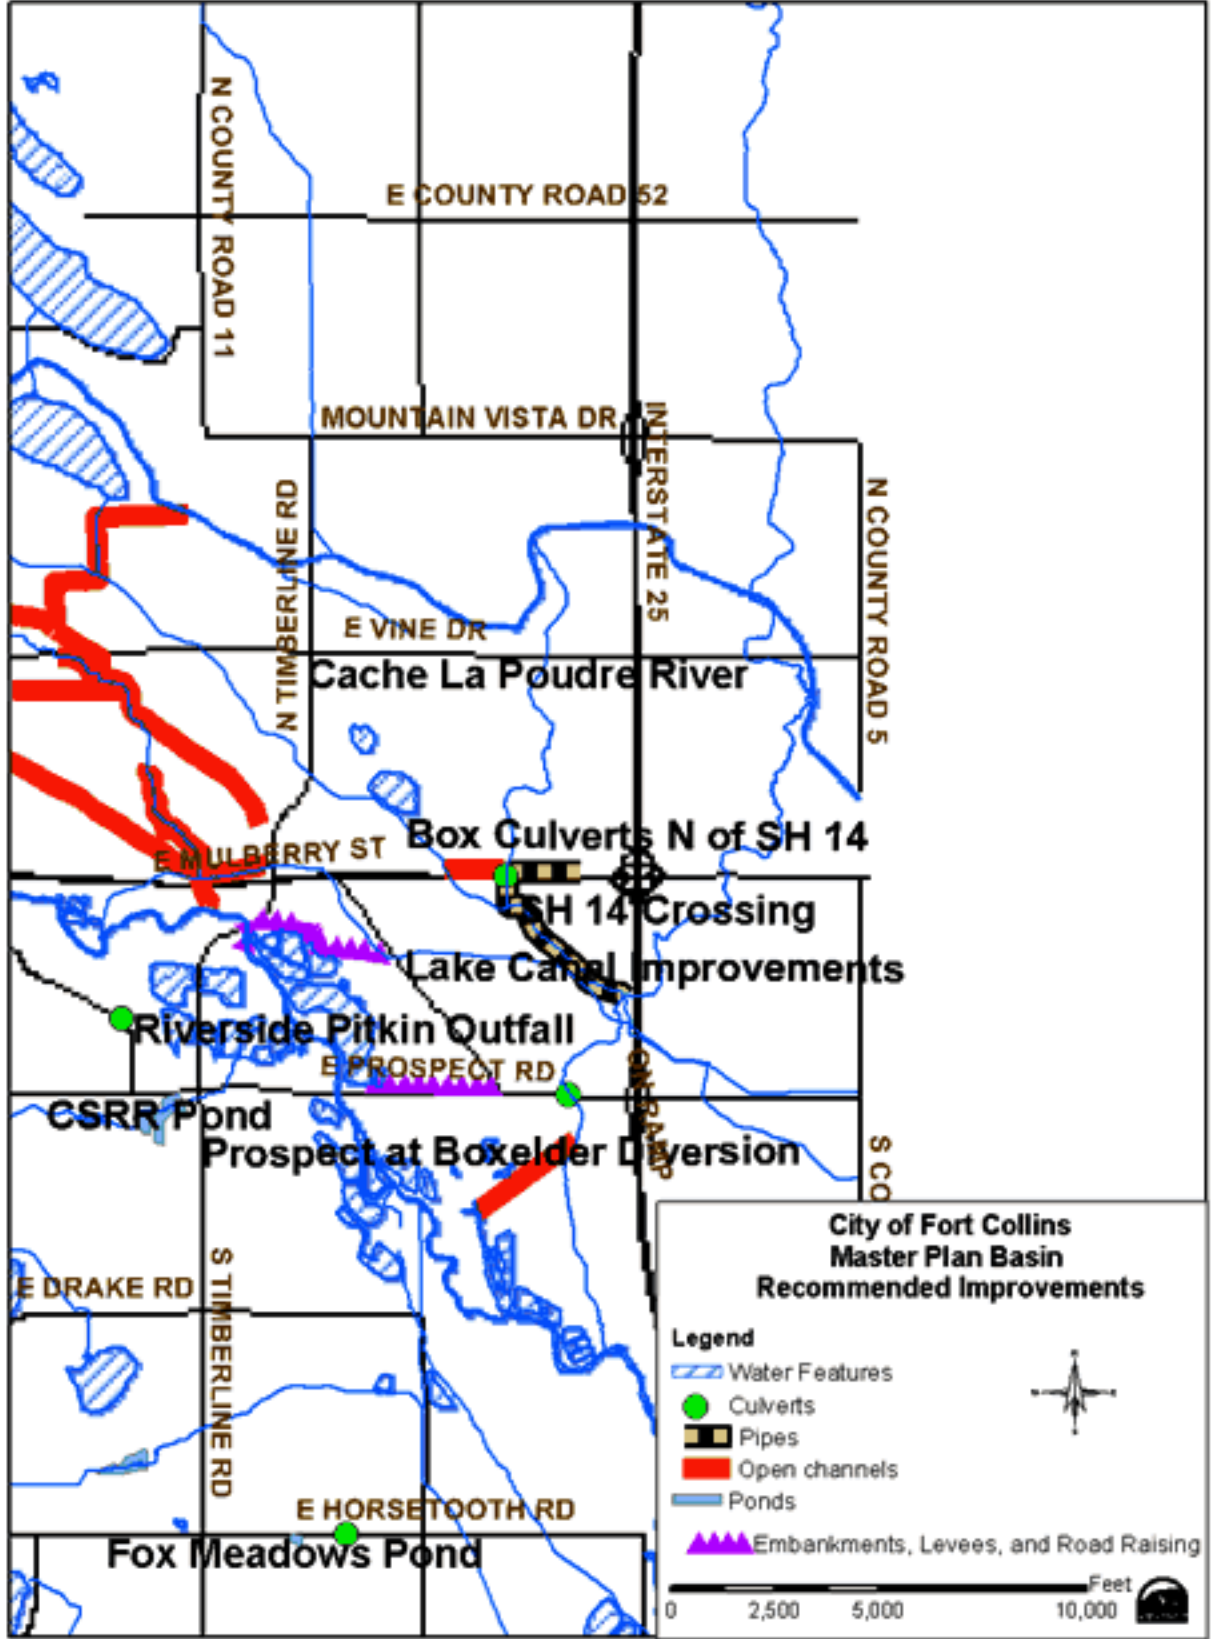 N COUNTY ROAD 11
E COUNTY ROAD 52
MOUNTAIN VISTA DR
INTERSTATE 25
N TIMBERLINE RD
N COUNTY ROAD 5
E VINE DR
Cache La Poudre River
Box Culverts N of SH 14
E MULBERRY ST
SH 14 Crossing
Lake Canal Improvements
Riverside Pitkin Outfall
E PROSPECT RD
ON RAMP
CSRR Pond
Prospect at Boxelder Diversion
S CO
E DRAKE RD
S TIMBERLINE RD
E HORSETOOTH RD
Fox Meadows Pond
City of Fort Collins
Master Plan Basin
Recommended Improvements
Legend
Water Features
Culverts
Pipes
Open channels
Ponds
Embankments, Levees, and Road Raising
Feet
0 2,500 5,000 10,000